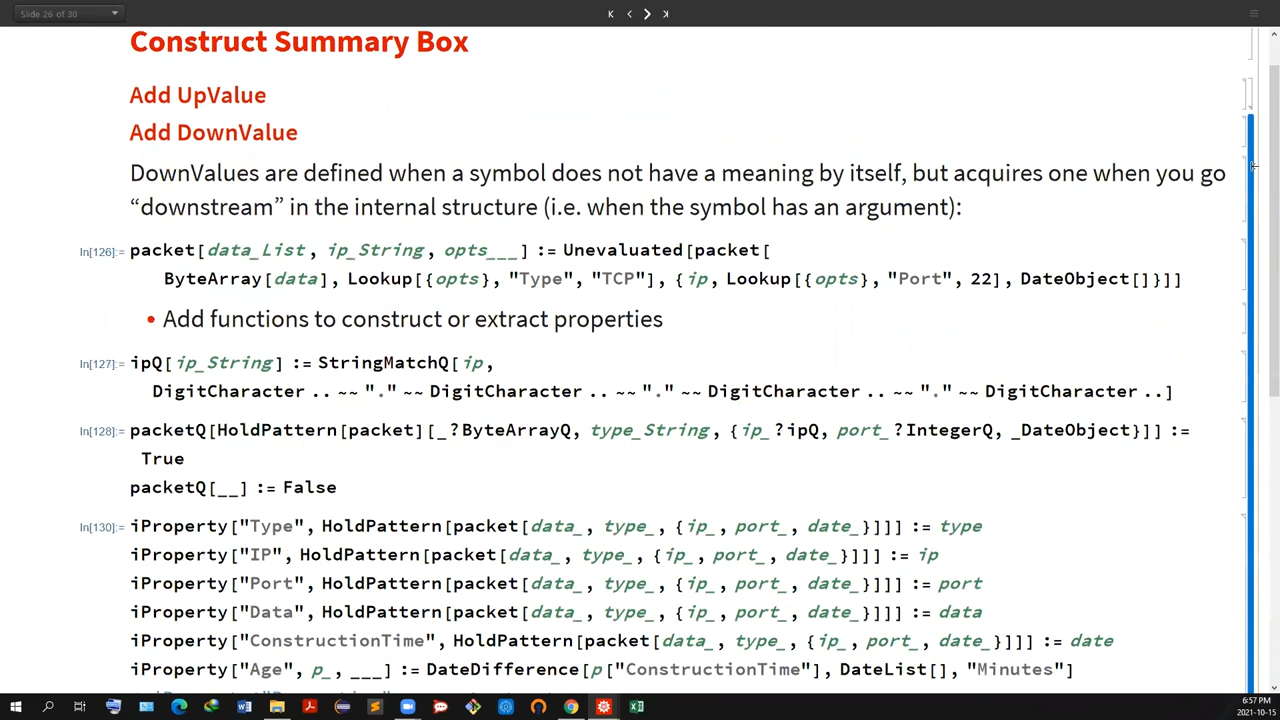 Slide 26 of 30
Construct Summary Box
Add UpValue
Add DownValue
DownValues are defined when a symbol does not have a meaning by itself, but acquires one when you go
“downstream” in the internal structure (i.e. when the symbol has an argument):
In[126]:= packet[data_List, ip_String, opts___] := Unevaluated[packet[
ByteArray[data], Lookup[{opts}, "Type", "TCP"], {ip, Lookup[{opts}, "Port", 22], DateObject[]}]]
• Add functions to construct or extract properties
In[127]:= ipQ[ip_String] := StringMatchQ[ip,
DigitCharacter .. ~~ "." ~~ DigitCharacter .. ~~ "." ~~ DigitCharacter .. ~~ "." ~~ DigitCharacter ..]
In[128]:= packetQ[HoldPattern[packet][_?ByteArrayQ, type_String, {ip_?ipQ, port_?IntegerQ, _DateObject}]] :=
True
packetQ[__] := False
In[130]:= iProperty["Type", HoldPattern[packet[data_, type_, {ip_, port_, date_}]]] := type
iProperty["IP", HoldPattern[packet[data_, type_, {ip_, port_, date_}]]] := ip
iProperty["Port", HoldPattern[packet[data_, type_, {ip_, port_, date_}]]] := port
iProperty["Data", HoldPattern[packet[data_, type_, {ip_, port_, date_}]]] := data
iProperty["ConstructionTime", HoldPattern[packet[data_, type_, {ip_, port_, date_}]]] := date
iProperty["Age", p_, ___] := DateDifference[p["ConstructionTime"], DateList[], "Minutes"]
6:57 PM
2021-10-15